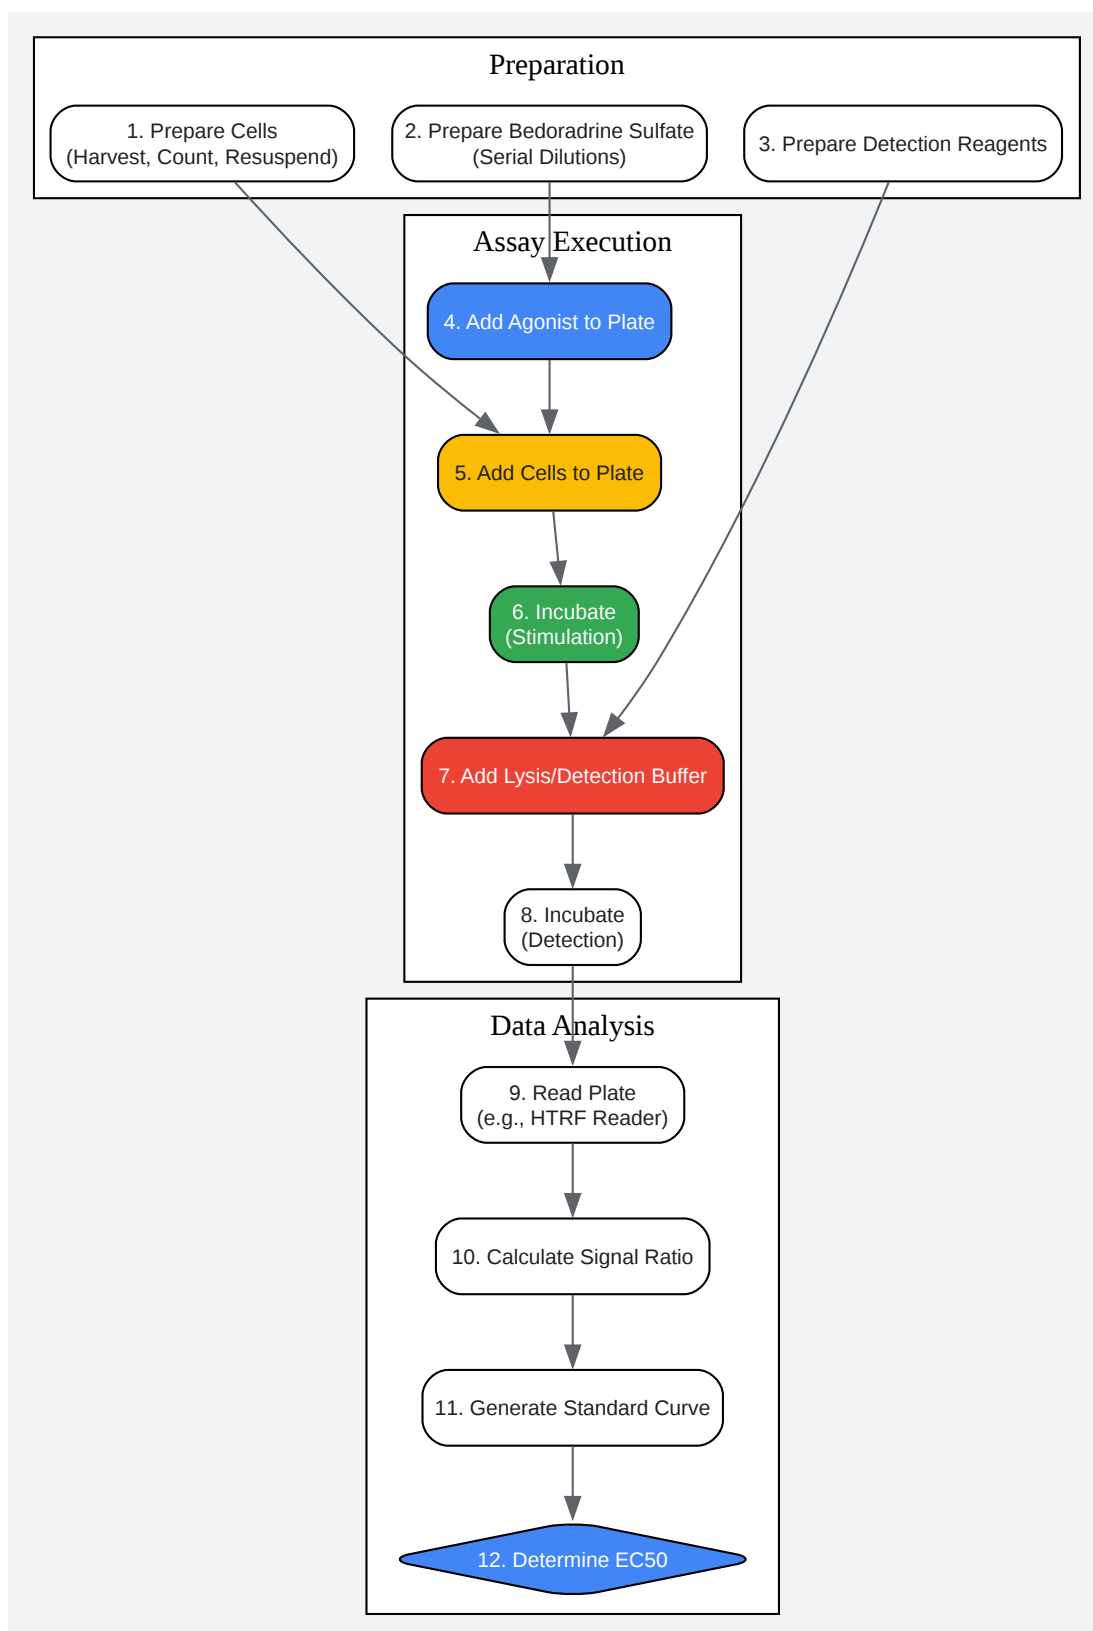 Preparation
1. Prepare Cells
(Harvest, Count, Resuspend)
2. Prepare Bedoradrine Sulfate
(Serial Dilutions)
3. Prepare Detection Reagents
Assay Execution
4. Add Agonist to Plate
5. Add Cells to Plate
6. Incubate
(Stimulation)
7. Add Lysis/Detection Buffer
8. Incubate
(Detection)
Data Analysis
9. Read Plate
(e.g., HTRF Reader)
10. Calculate Signal Ratio
11. Generate Standard Curve
12. Determine EC50